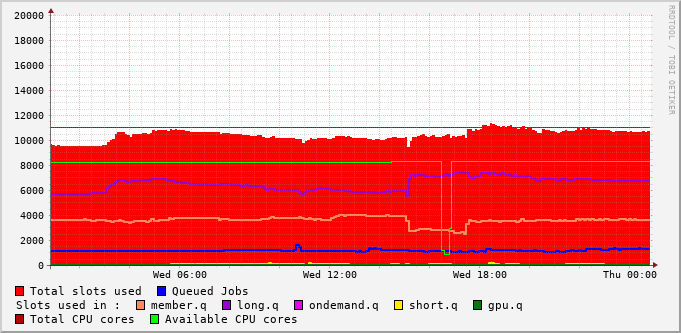 RRDTOOL / TOBI OETIKER
20000
18000
16000
14000
12000
10000
8000
6000
4000
2000
0
Wed 06:00 Wed 12:00 Wed 18:00 Thu 00:00
Total slots used Queued Jobs
Slots used in : member.q long.q ondemand.q short.q gpu.q
Total CPU cores Available CPU cores